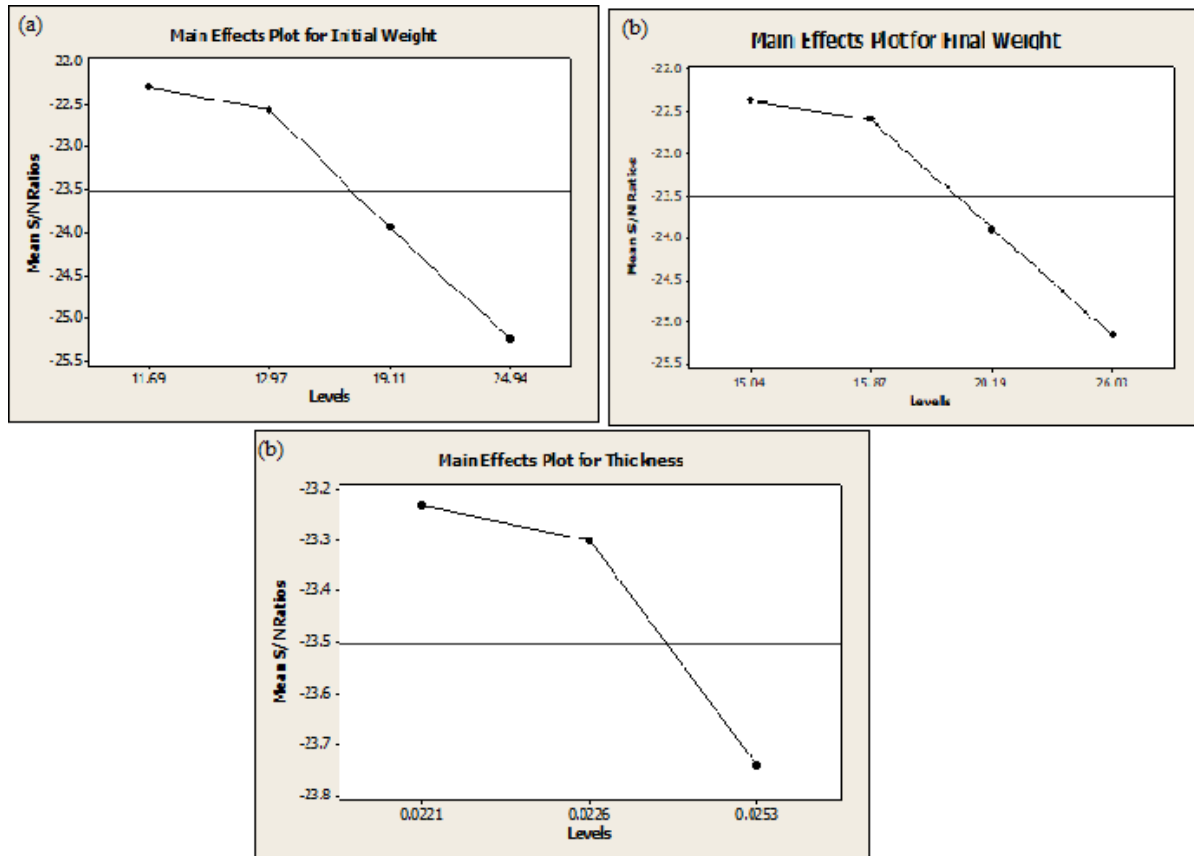 (a)
Main Effects Plot for Initial Weight
22.0
-22.5
-23.0
-23.5
-24.0
-24.5
-25.0
-25.5
Mean S/N Ratios
11.69 12.97 19.11 24.94
Levels
(b)
Main Effects Plot for Final Weight
-22.0
-22.5
-23.0
-23.5
-24.0
-25.0
-25.5
Mean S/N Ratios
15.04 15.87 20.19 26.03
Levels
(b)
Main Effects Plot for Thickness
-23.2
-23.3
-23.4
-23.5
-23.6
-23.7
-23.8
Mean S/N Ratios
0.0221 0.0226 0.0253
Levels